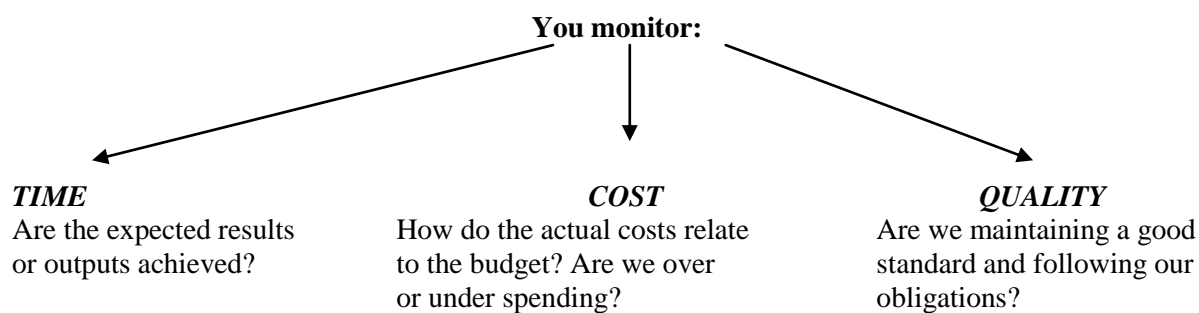 You monitor:
TIME
Are the expected results
or outputs achieved?
COST
How do the actual costs relate
to the budget? Are we over
or under spending?
QUALITY
Are we maintaining a good
standard and following our
obligations?